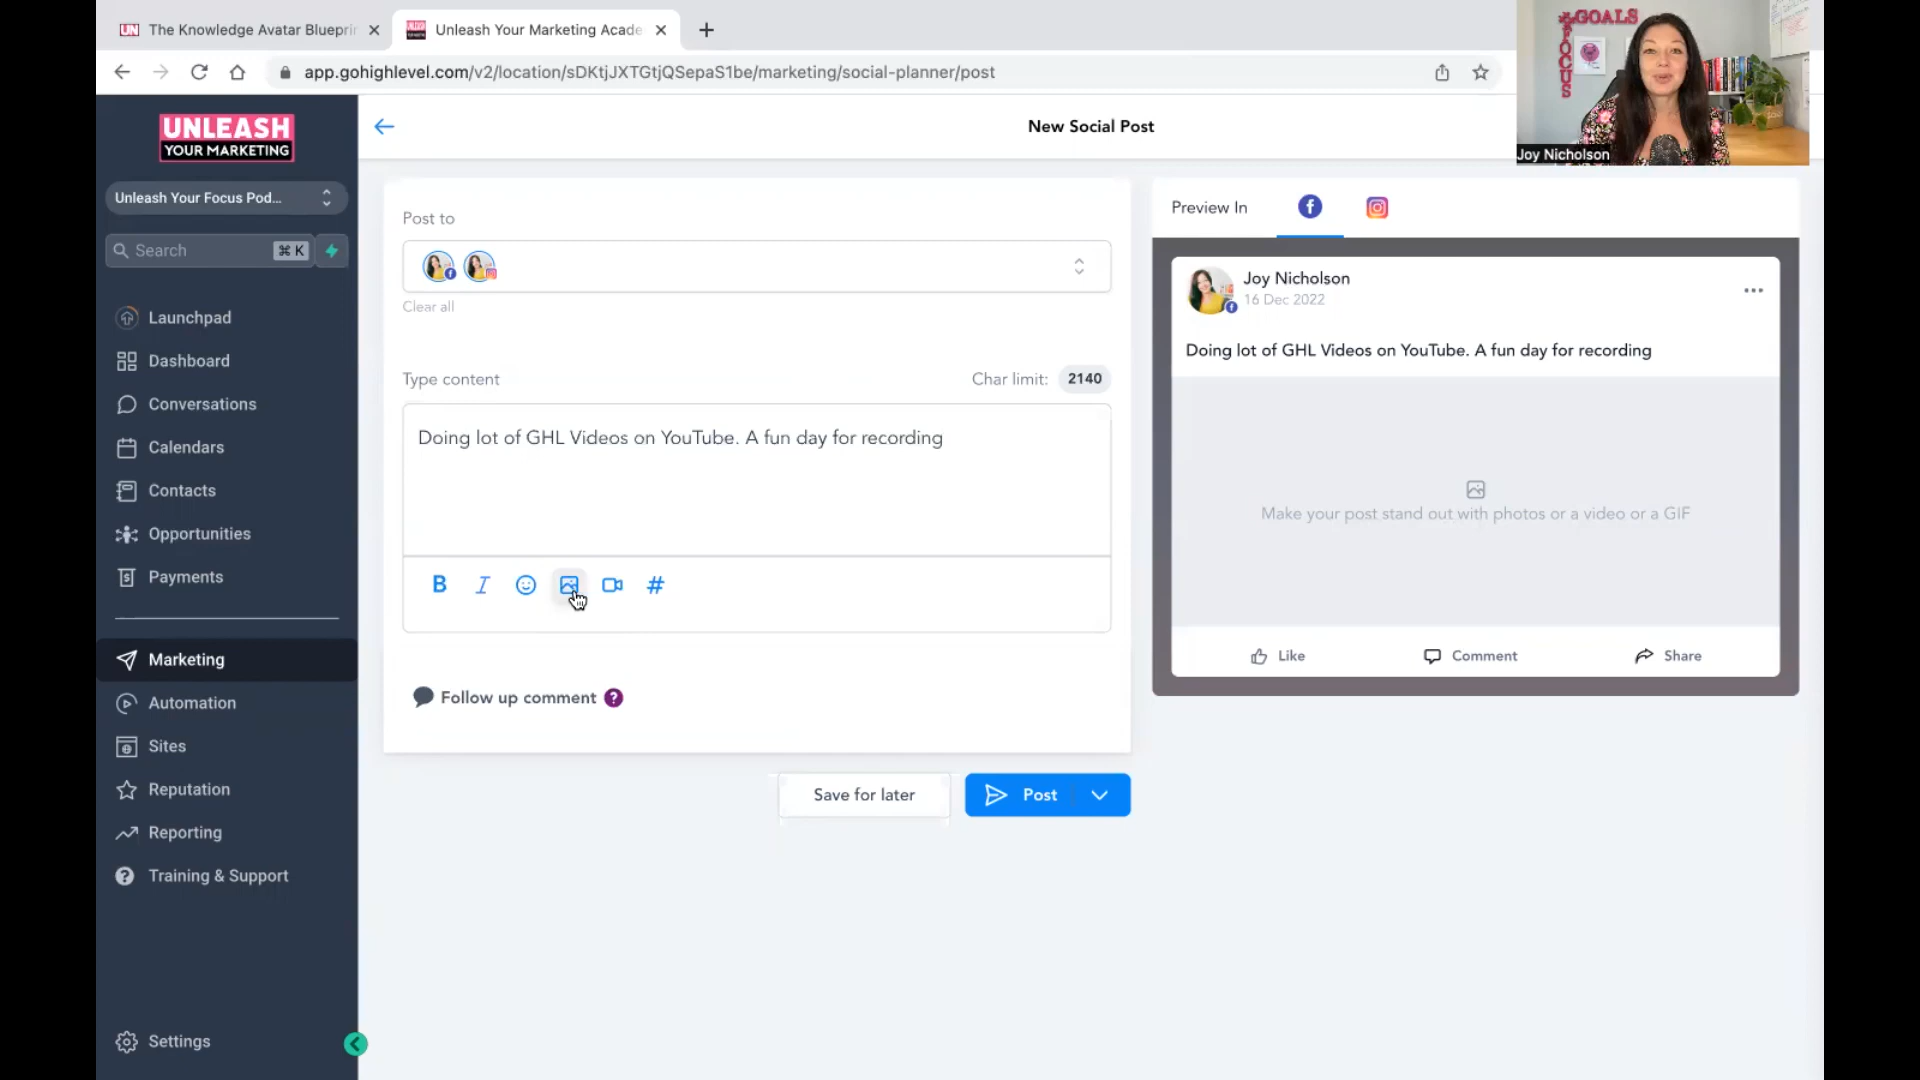 The Knowledge Avatar Blueprin
Unleash Your Marketing Acade
app.gohighlevel.com/v2/location/sDKtjJXTGtjQSepaS1be/marketing/social-planner/post
GOALS
FOCUS
Joy Nicholson
UNLEASH
YOUR MARKETING
Unleash Your Focus Pod...
Search
⌘ K
Launchpad
Dashboard
Conversations
Calendars
Contacts
Opportunities
Payments
Marketing
Automation
Sites
Reputation
Reporting
Training & Support
Settings
New Social Post
Post to
Clear all
Type content
Char limit: 2140
Doing lot of GHL Videos on YouTube. A fun day for recording
B I #
Follow up comment ?
Save for later
Post
Preview In
Joy Nicholson
16 Dec 2022
Doing lot of GHL Videos on YouTube. A fun day for recording
Make your post stand out with photos or a video or a GIF
Like
Comment
Share